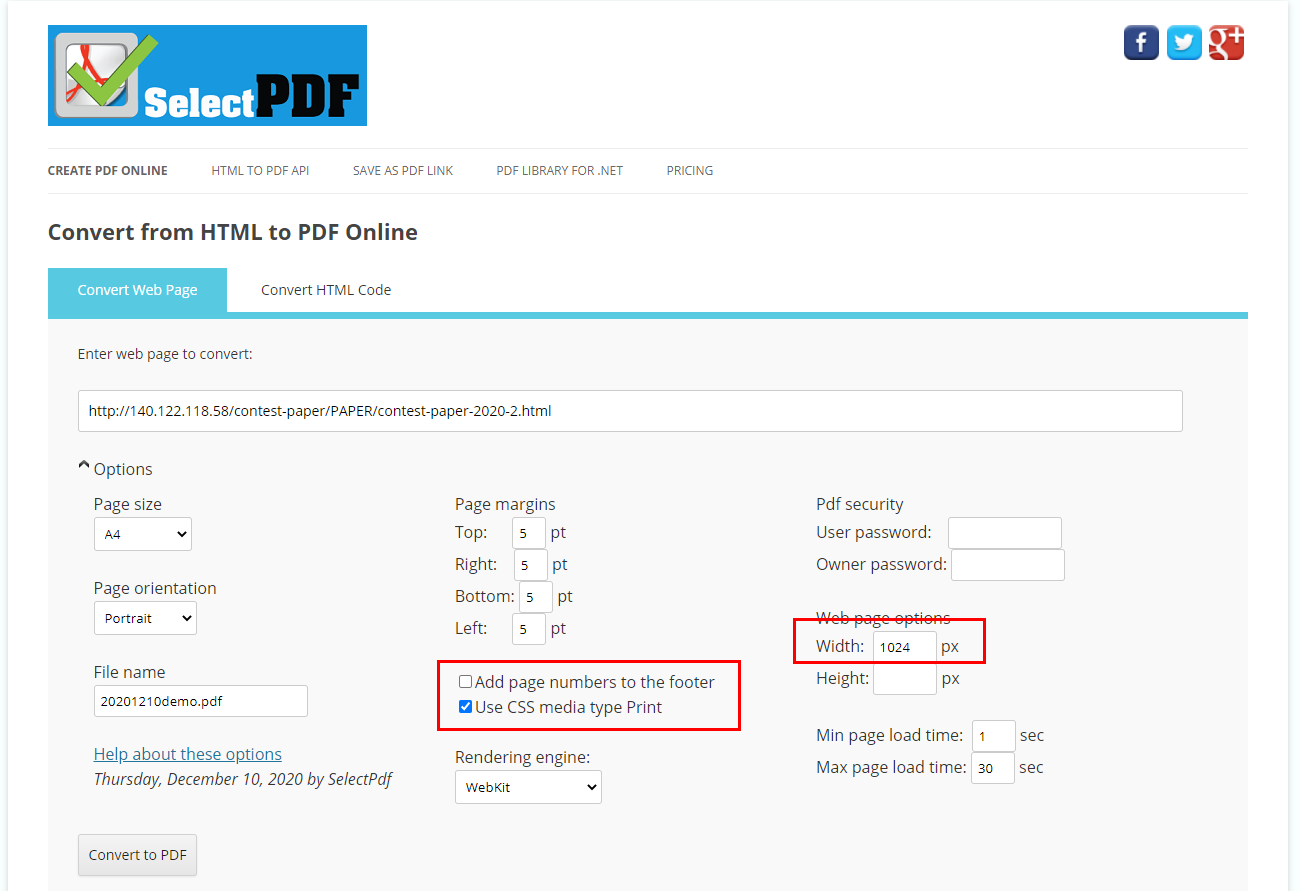 SelectPDF
f
g+
CREATE PDF ONLINE HTML TO PDF API SAVE AS PDF LINK PDF LIBRARY FOR .NET PRICING
Convert from HTML to PDF Online
Convert Web Page Convert HTML Code
Enter web page to convert:
http://140.122.118.58/contest-paper/PAPER/contest-paper-2020-2.html
Options
Page size
A4
Page orientation
Portrait
File name
20201210demo.pdf
Help about these options
Thursday, December 10, 2020 by SelectPdf
Page margins
Top: 5 pt
Right: 5 pt
Bottom: 5 pt
Left: 5 pt
Add page numbers to the footer
Use CSS media type Print
Rendering engine:
WebKit
Pdf security
User password:
Owner password:
Web page options
Width: 1024 px
Height: px
Min page load time: 1 sec
Max page load time: 30 sec
Convert to PDF